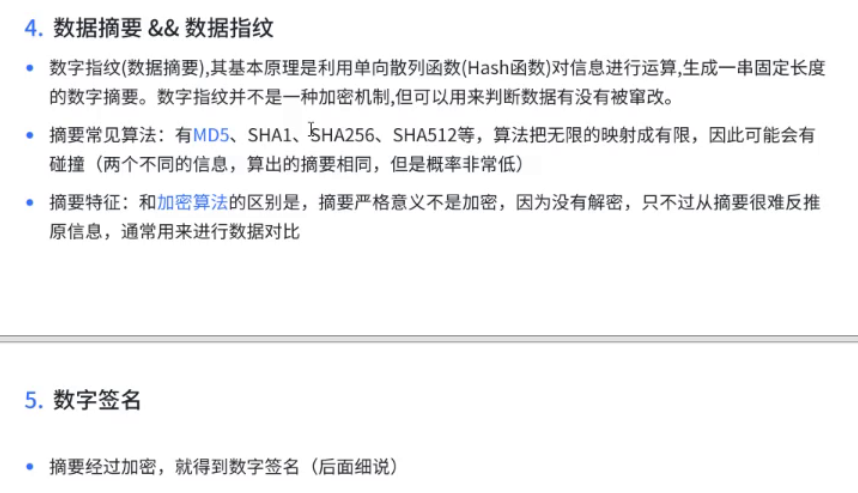 4. 数据摘要 && 数据指纹
• 数字指纹(数据摘要),其基本原理是利用单向散列函数(Hash函数)对信息进行运算,生成一串固定长度
的数字摘要。数字指纹并不是一种加密机制,但可以用来判断数据有没有被窜改。
• 摘要常见算法：有MD5、SHA1、SHA256、SHA512等，算法把无限的映射成有限，因此可能会有
碰撞（两个不同的信息，算出的摘要相同，但是概率非常低）
• 摘要特征：和加密算法的区别是，摘要严格意义不是加密，因为没有解密，只不过从摘要很难反推
原信息，通常用来进行数据对比
5. 数字签名
• 摘要经过加密，就得到数字签名（后面细说）